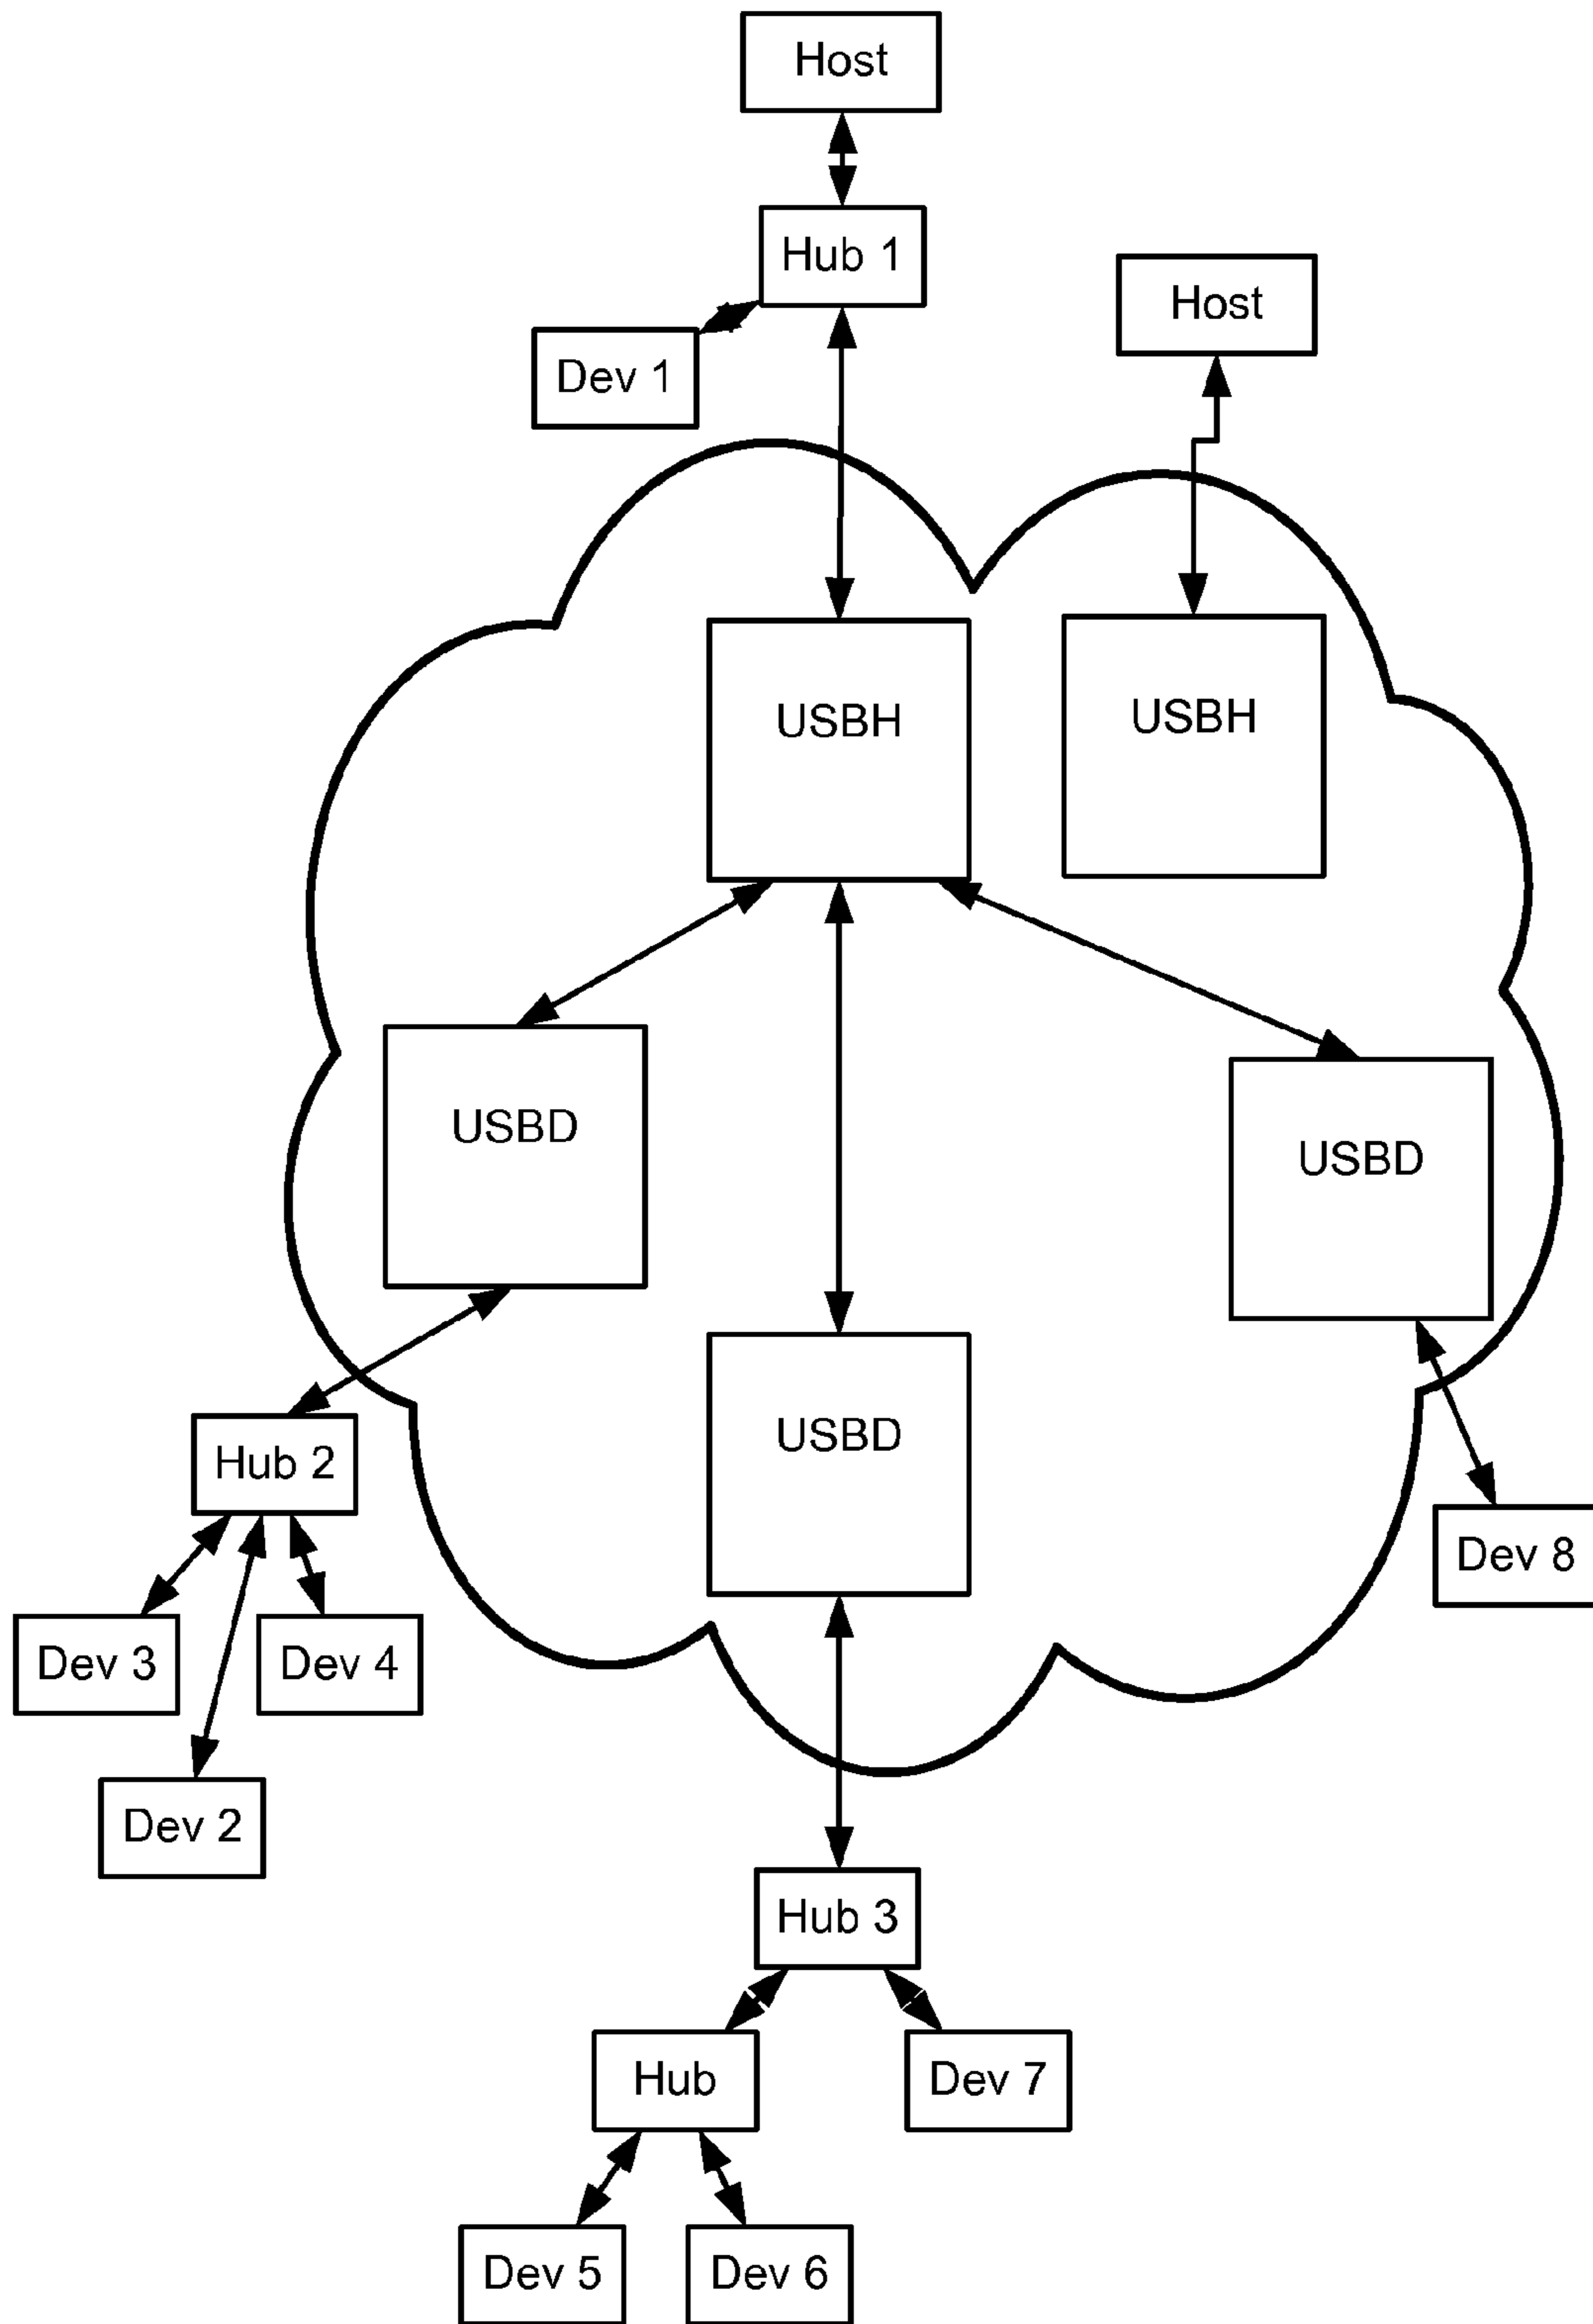 Host
Hub 1
Host
Dev 1
USBH
USBH
USBD
USBD
USBD
Hub 2
Dev 8
Dev 3
Dev 4
Dev 2
Hub 3
Hub
Dev 7
Dev 5
Dev 6